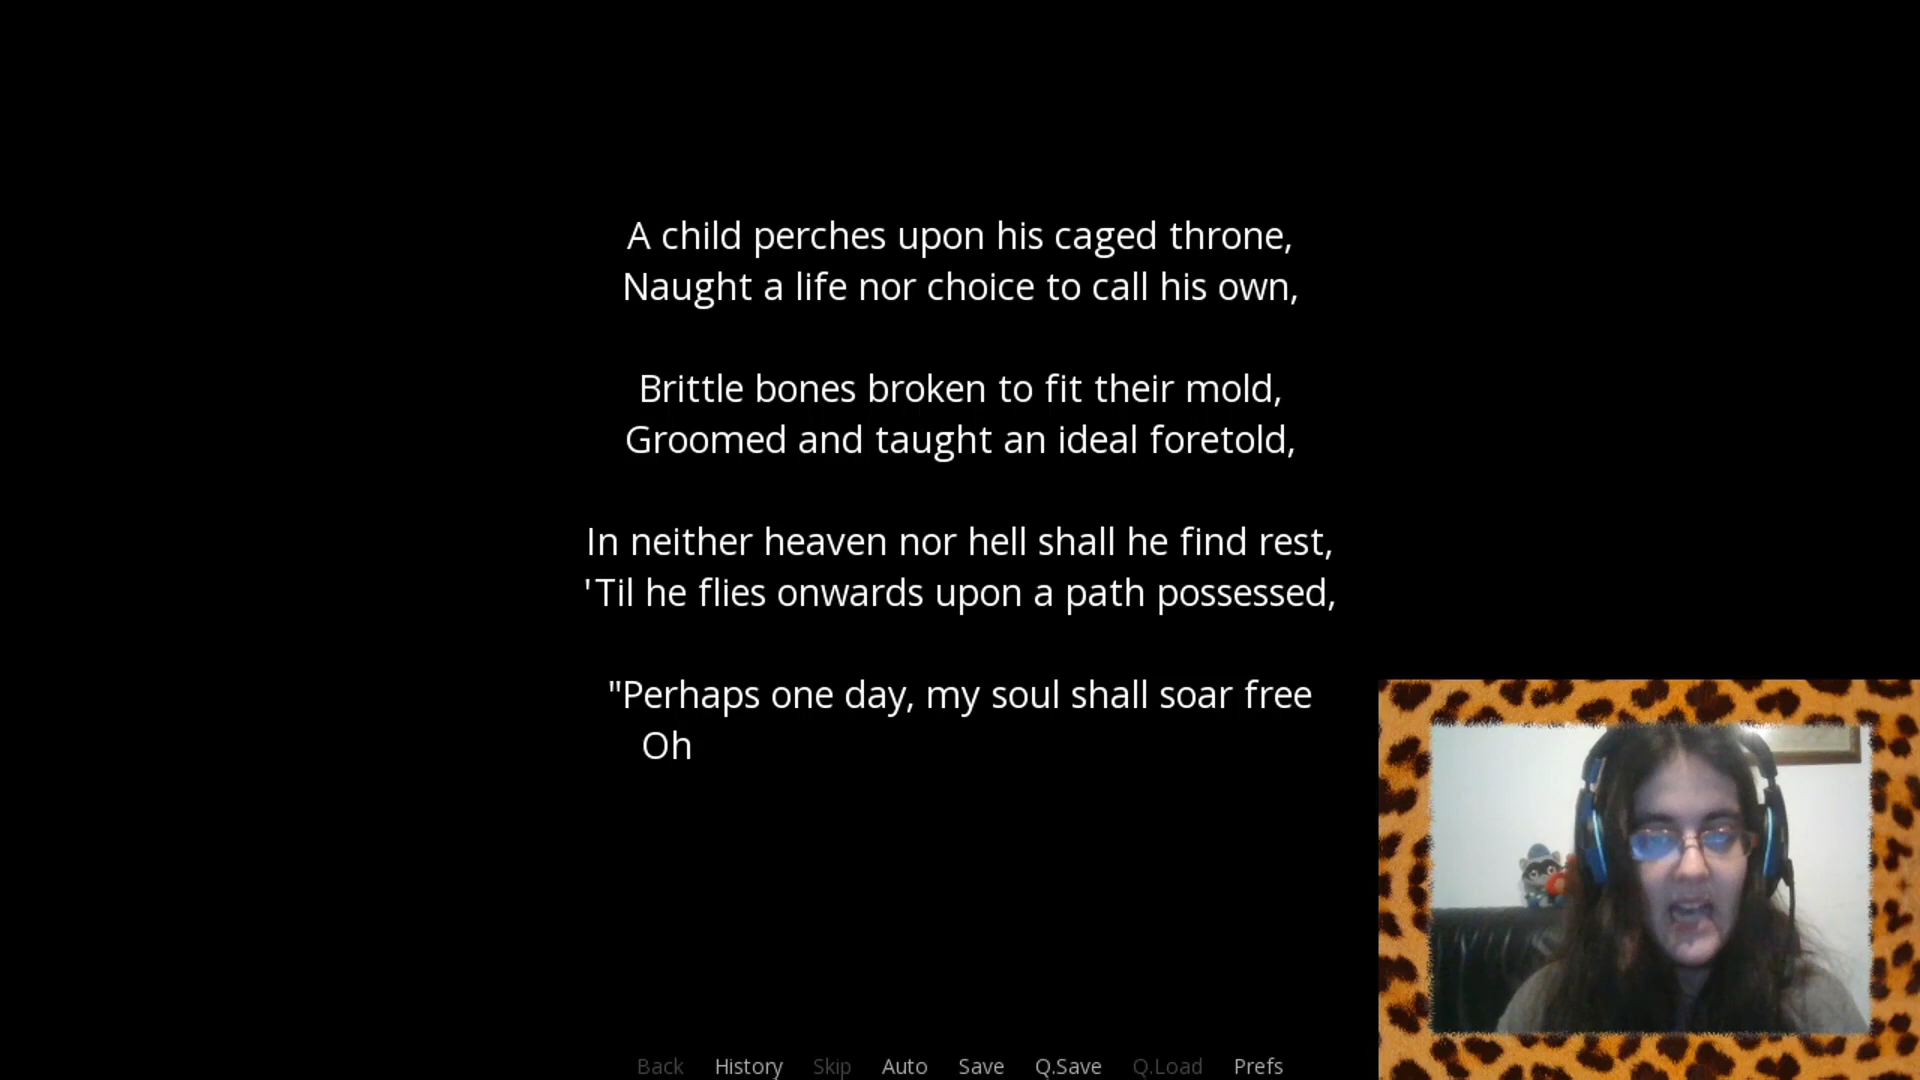 A child perches upon his caged throne,
Naught a life nor choice to call his own,
Brittle bones broken to fit their mold,
Groomed and taught an ideal foretold,
In neither heaven nor hell shall he find rest,
'Til he flies onwards upon a path possessed,
"Perhaps one day, my soul shall soar free
Oh
Back History Skip Auto Save Q.Save Q.Load Prefs